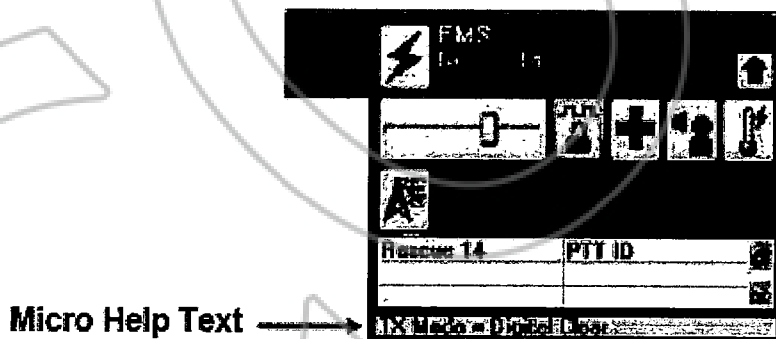 EMS
Rescue 14 PTT ID
Micro Help Text
TX Mode = Digital Clear